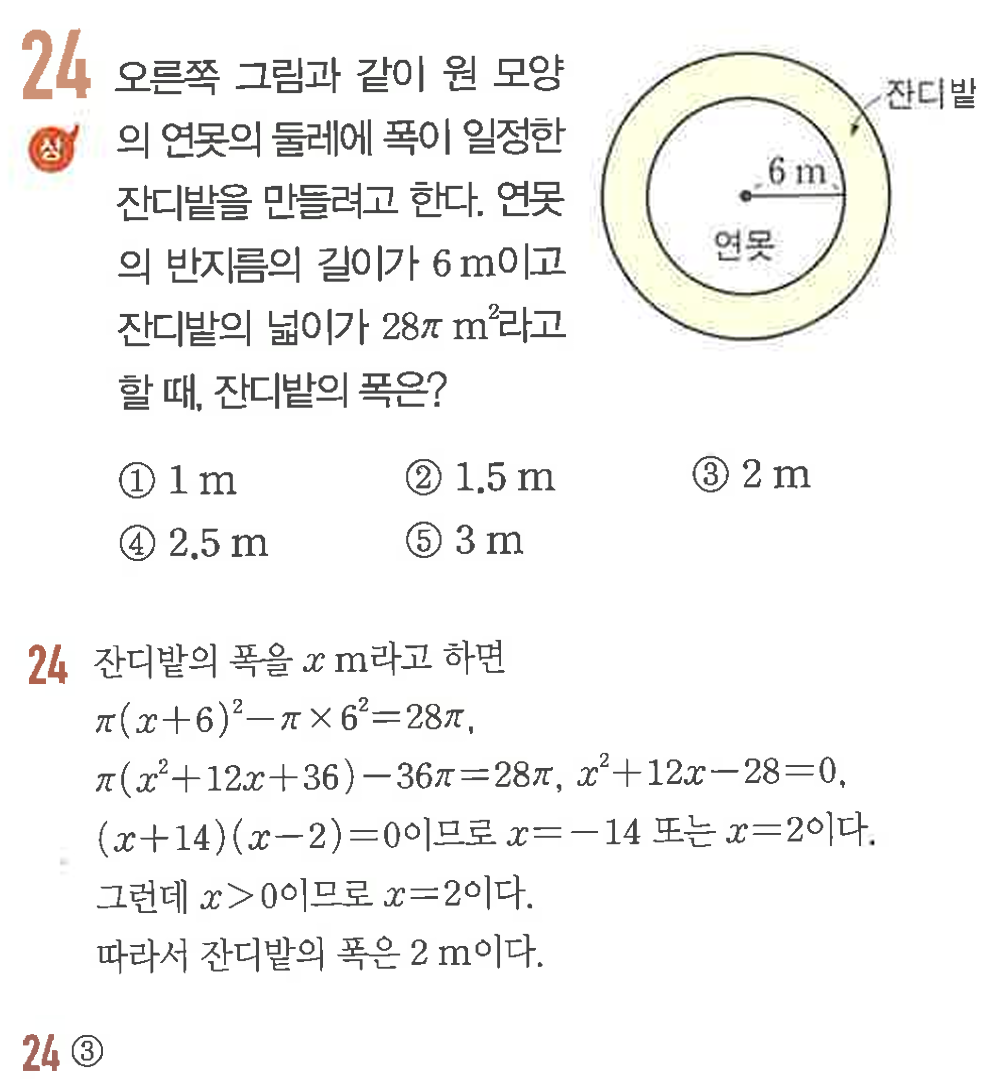 24
오른쪽 그림과 같이 원 모양
의 연못의 둘레에 폭이 일정한
잔디밭을 만들려고 한다. 연못
의 반지름의 길이가 6 m이고
잔디밭의 넓이가 28π m²라고
할 때, 잔디밭의 폭은?
상
잔디밭
6 m
연못
① 1 m ② 1.5 m ③ 2 m
④ 2.5 m ⑤ 3 m
24 잔디밭의 폭을 x m라고 하면
π(x+6)²-π×6²=28π,
π(x²+12x+36)-36π=28π, x²+12x-28=0,
(x+14)(x-2)=0이므로 x=-14 또는 x=2이다.
그런데 x>0이므로 x=2이다.
따라서 잔디밭의 폭은 2 m이다.
24 ③